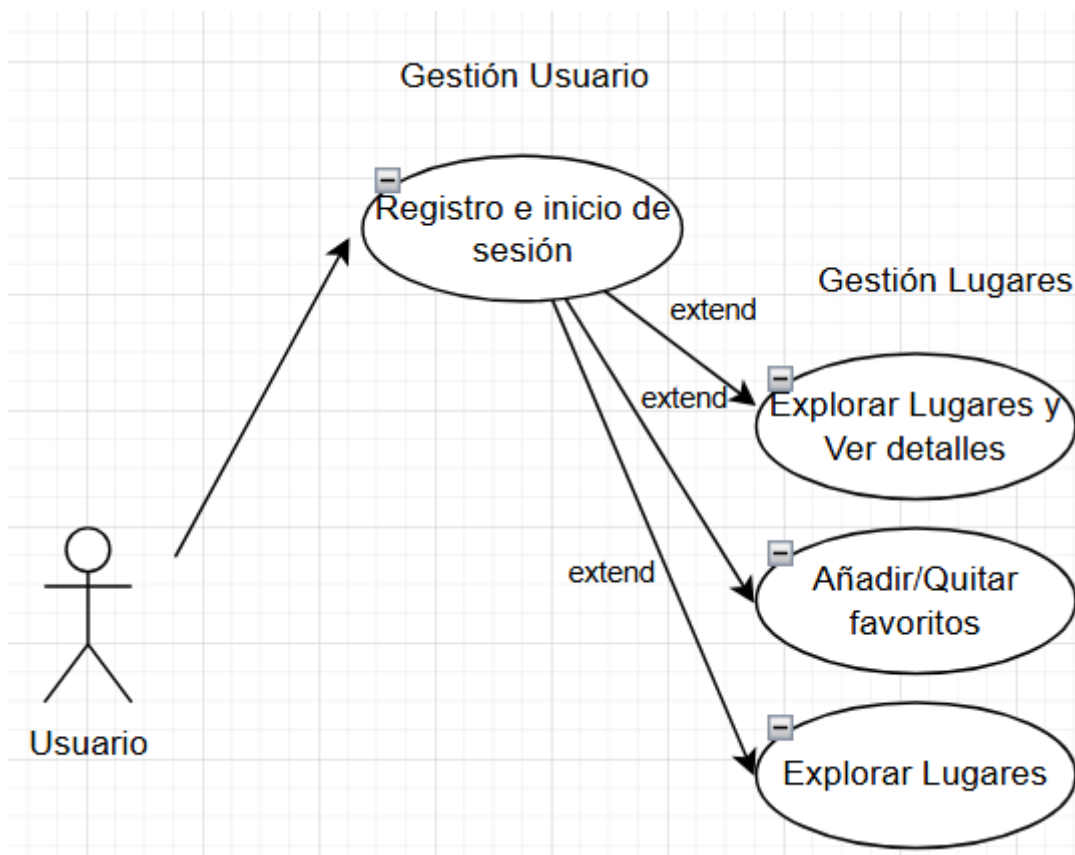 Gestión Usuario
Registro e inicio de
sesión
Gestión Lugares
extend
extend
Explorar Lugares y
Ver detalles
extend
Añadir/Quitar
favoritos
Usuario
Explorar Lugares